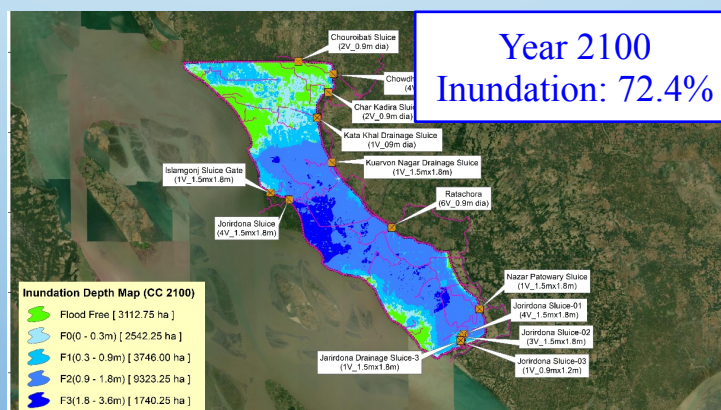 Year 2100
Inundation: 72.4%
Chouroibati Sluice
(2V_0.9m dia)
Chowdh
(4V
Char Kadira Sluic
(2V_0.9m dia)
Kata Khal Drainage Sluice
(1V_09m dia)
Kuarvon Nagar Drainage Sluice
(1V_1.5mx1.8m)
Islamgonj Sluice Gate
(1V_1.5mx1.8m)
Ratachora
(6V_0.9m dia)
Jorirdona Sluice
(4V_1.5mx1.8m)
Nazar Patowary Sluice
(1V_1.5mx1.8m)
Jorirdona Sluice-01
(4V_1.5mx1.8m)
Jorirdona Sluice-02
(3V_1.5mx1.8m)
Jarirdona Drainage Sluice-3
(1V_1.5mx1.8m)
Jorirdona Sluice-03
(1V_0.9mx1.2m)
Inundation Depth Map (CC 2100)
Flood Free [ 3112.75 ha ]
F0(0 - 0.3m) [ 2542.25 ha ]
F1(0.3 - 0.9m) [ 3746.00 ha ]
F2(0.9 - 1.8m) [ 9323.25 ha ]
F3(1.8 - 3.6m) [ 1740.25 ha ]